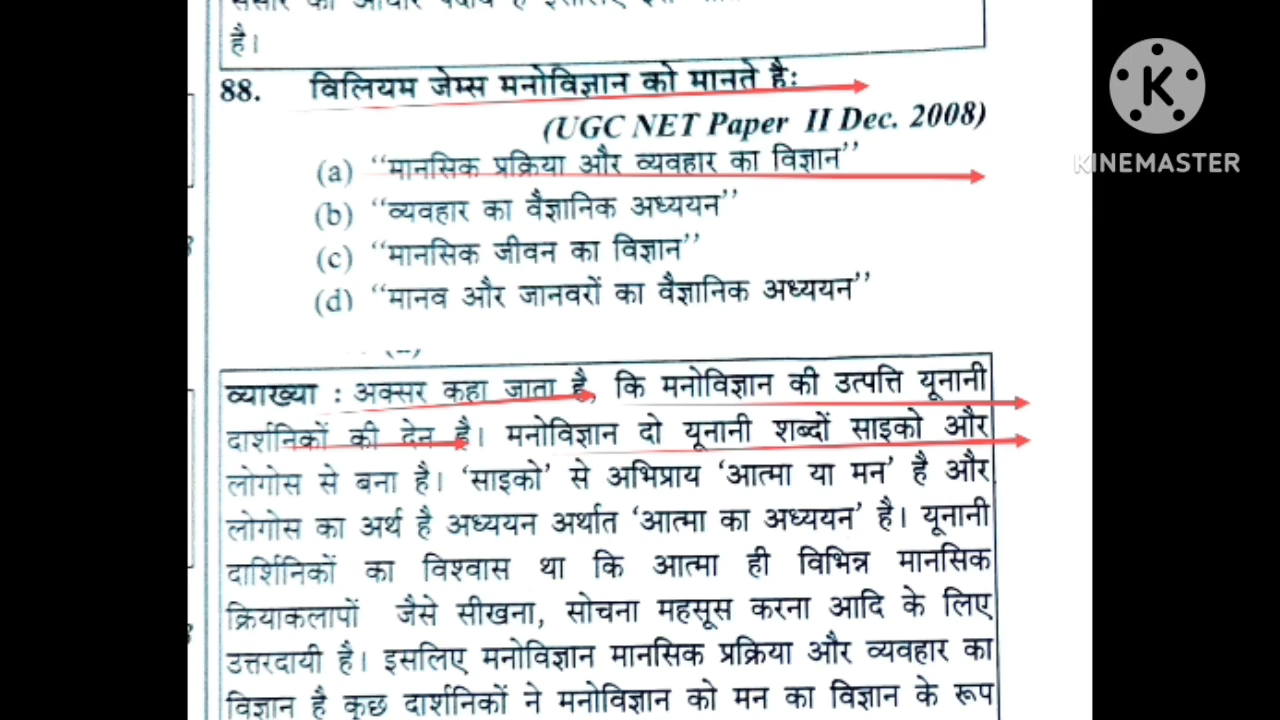 है।
88. विलियम जेम्स मनोविज्ञान को मानते हैः
(UGC NET Paper II Dec. 2008)
(a) ‘‘मानसिक प्रक्रिया और व्यवहार का विज्ञान’’
(b) ‘‘व्यवहार का वैज्ञानिक अध्ययन’’
(c) ‘‘मानसिक जीवन का विज्ञान’’
(d) ‘‘मानव और जानवरों का वैज्ञानिक अध्ययन’’
व्याख्या : अक्सर कहा जाता है, कि मनोविज्ञान की उत्पत्ति यूनानी
दार्शनिकों की देन है। मनोविज्ञान दो यूनानी शब्दों साइको और
लोगोस से बना है। ‘साइको’ से अभिप्राय ‘आत्मा या मन’ है और
लोगोस का अर्थ है अध्ययन अर्थात ‘आत्मा का अध्ययन’ है। यूनानी
दार्शिनिकों का विश्वास था कि आत्मा ही विभिन्न मानसिक
क्रियाकलापों जैसे सीखना, सोचना महसूस करना आदि के लिए
उत्तरदायी है। इसलिए मनोविज्ञान मानसिक प्रक्रिया और व्यवहार का
विज्ञान है कुछ दार्शनिकों ने मनोविज्ञान को मन का विज्ञान के रूप
K
KINEMASTER